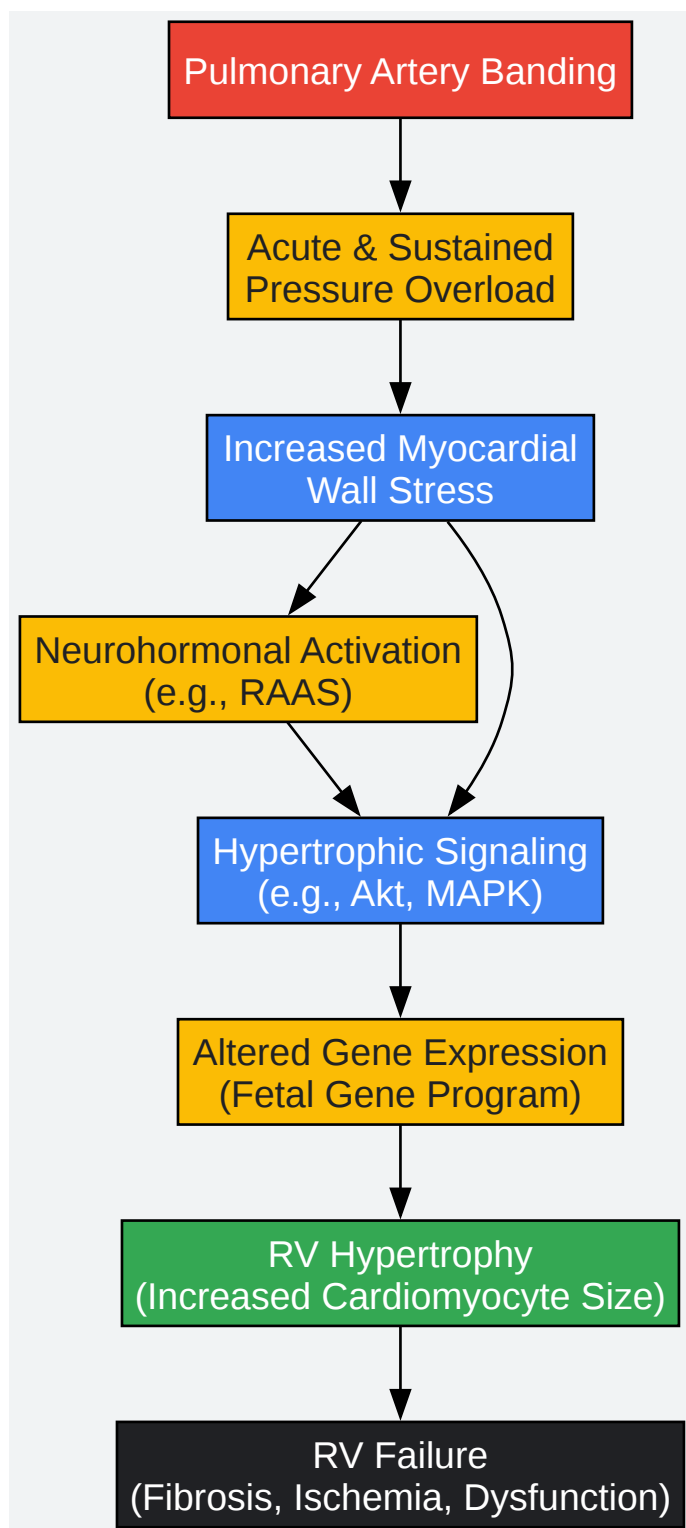 Pulmonary Artery Banding
Acute & Sustained
Pressure Overload
Increased Myocardial
Wall Stress
Neurohormonal Activation
(e.g., RAAS)
Hypertrophic Signaling
(e.g., Akt, MAPK)
Altered Gene Expression
(Fetal Gene Program)
RV Hypertrophy
(Increased Cardiomyocyte Size)
RV Failure
(Fibrosis, Ischemia, Dysfunction)